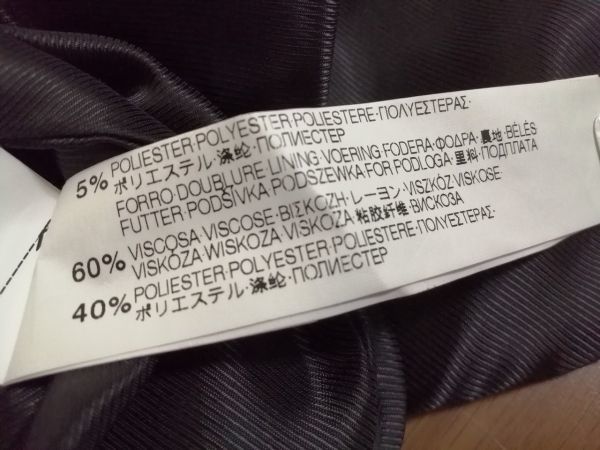 5% POLIESTER·POLYESTER·POLIESTERE·ΠΟΛΥΕΣΤΕΡΑΣ·
ポリエステル·涤纶·ПОЛИЕСТЕР
FORRO·DOUBLURE·LINING·VOERING·FODERA·ΦΟΔΡΑ·裏地·BÉLÉS
FUTTER·PODŠÍVKA·PODSZEWKA·FOR·PODLOGA·里料·ПОДПЛАТА
60% VISCOSA·VISCOSE·ΒΙΣΚΟΖΗ·レーヨン·VISZKÓZ·VISKOSE·
VISKÓZA·WISKOZA·VISKOZA·粘胶纤维·ВИСКОЗА
40% POLIESTER·POLYESTER·POLIESTERE·ΠΟΛΥΕΣΤΕΡΑΣ·
ポリエステル·涤纶·ПОЛИЕСТЕР